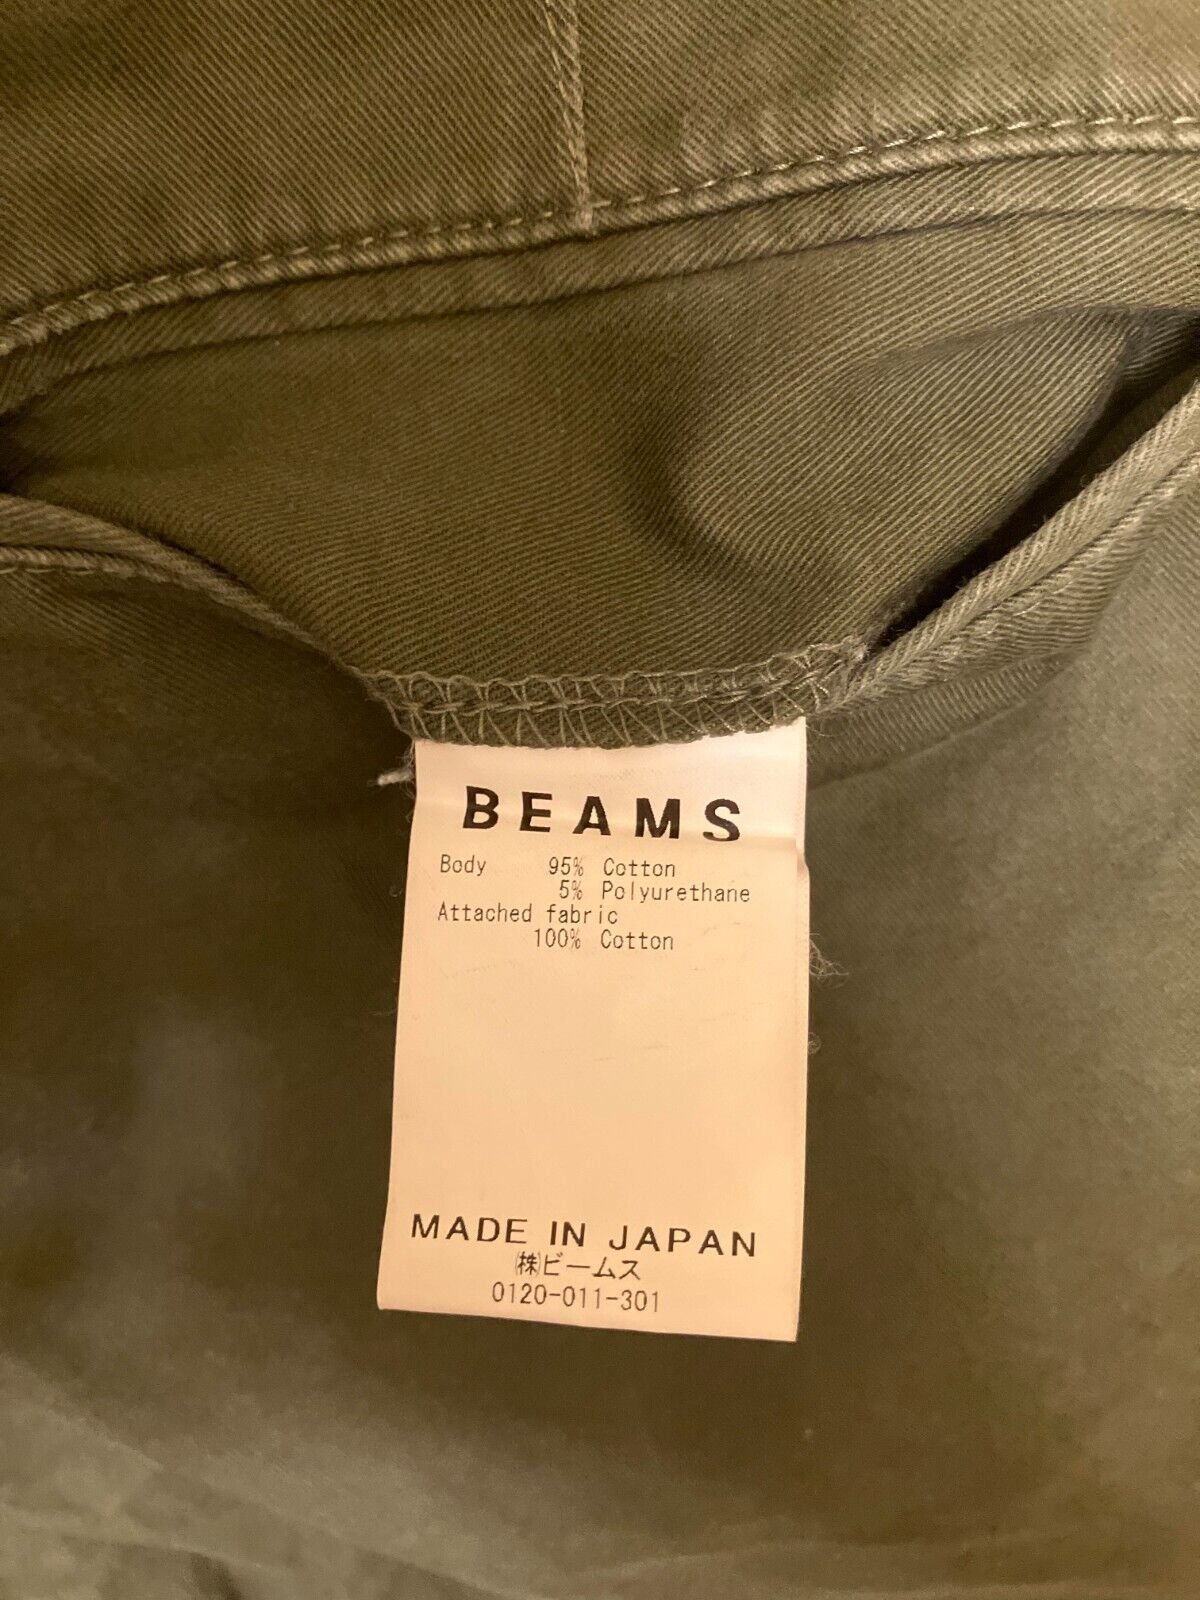 BEAMS
Body 95% Cotton
5% Polyurethane
Attached fabric
100% Cotton
MADE IN JAPAN
㈱ビームス
0120-011-301